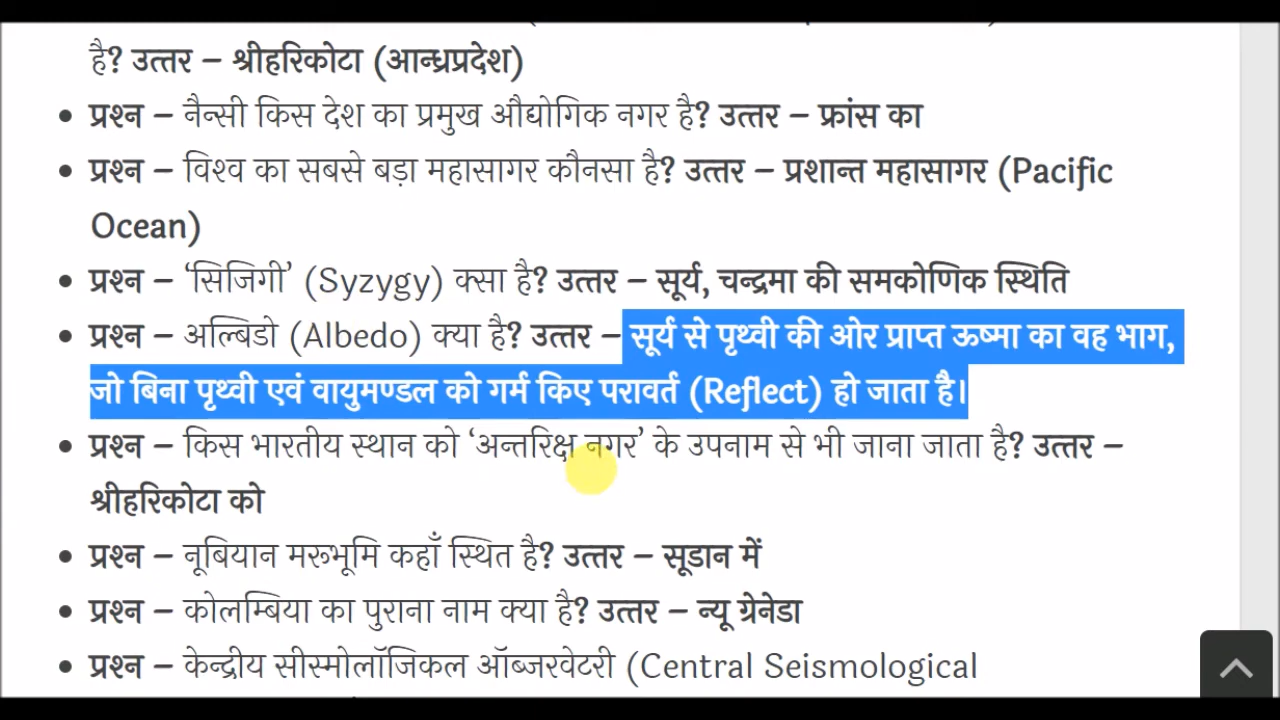 है? उत्तर – श्रीहरिकोटा (आन्ध्रप्रदेश)
• प्रश्न – नैन्सी किस देश का प्रमुख औद्योगिक नगर है? उत्तर – फ्रांस का
• प्रश्न – विश्व का सबसे बड़ा महासागर कौनसा है? उत्तर – प्रशान्त महासागर (Pacific
Ocean)
• प्रश्न – ‘सिजिगी’ (Syzygy) क्सा है? उत्तर – सूर्य, चन्द्रमा की समकोणिक स्थिति
• प्रश्न – अल्बिडो (Albedo) क्या है? उत्तर – सूर्य से पृथ्वी की ओर प्राप्त ऊष्मा का वह भाग,
जो बिना पृथ्वी एवं वायुमण्डल को गर्म किए परावर्त (Reflect) हो जाता है।
• प्रश्न – किस भारतीय स्थान को ‘अन्तरिक्ष नगर’ के उपनाम से भी जाना जाता है? उत्तर –
श्रीहरिकोटा को
• प्रश्न – नूबियान मरूभूमि कहाँ स्थित है? उत्तर – सूडान में
• प्रश्न – कोलम्बिया का पुराना नाम क्या है? उत्तर – न्यू ग्रेनेडा
• प्रश्न – केन्द्रीय सीस्मोलॉजिकल ऑब्जरवेटरी (Central Seismological